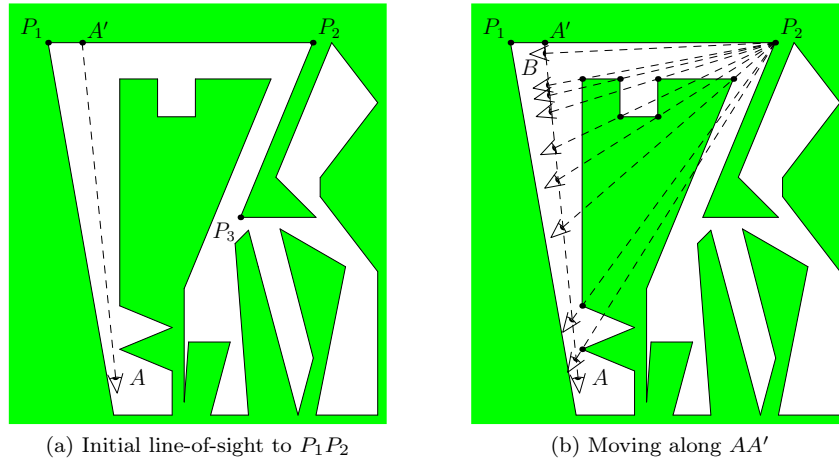 P₁ A′ P₂
P₃
A
(a) Initial line-of-sight to P₁P₂
P₁ A′ P₂
B
A
(b) Moving along AA′